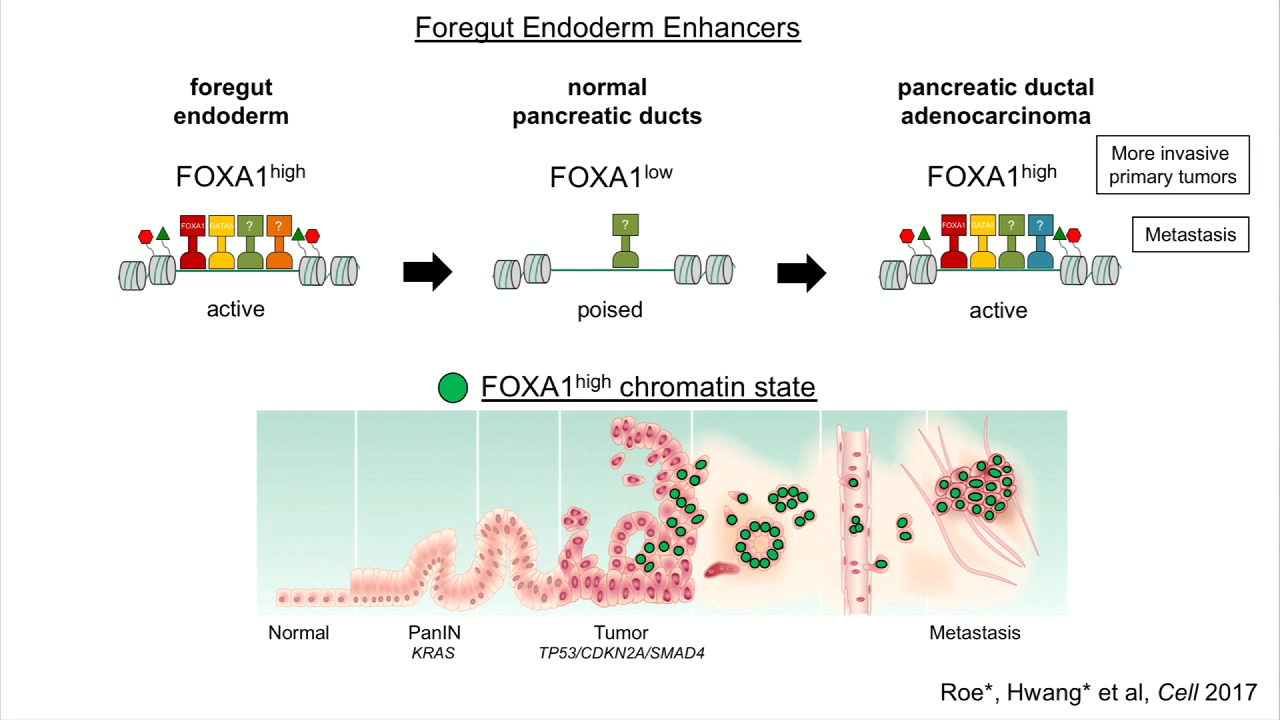 Foregut Endoderm Enhancers
foregut
endoderm
normal
pancreatic ducts
pancreatic ductal
adenocarcinoma
FOXA1high
FOXA1low
FOXA1high
More invasive
primary tumors
Metastasis
FOXA1 GATA5 ? ?
?
FOXA1 GATA5 ? ?
active
poised
active
FOXA1high chromatin state
Normal
PanIN
KRAS
Tumor
TP53/CDKN2A/SMAD4
Metastasis
Roe*, Hwang* et al, Cell 2017